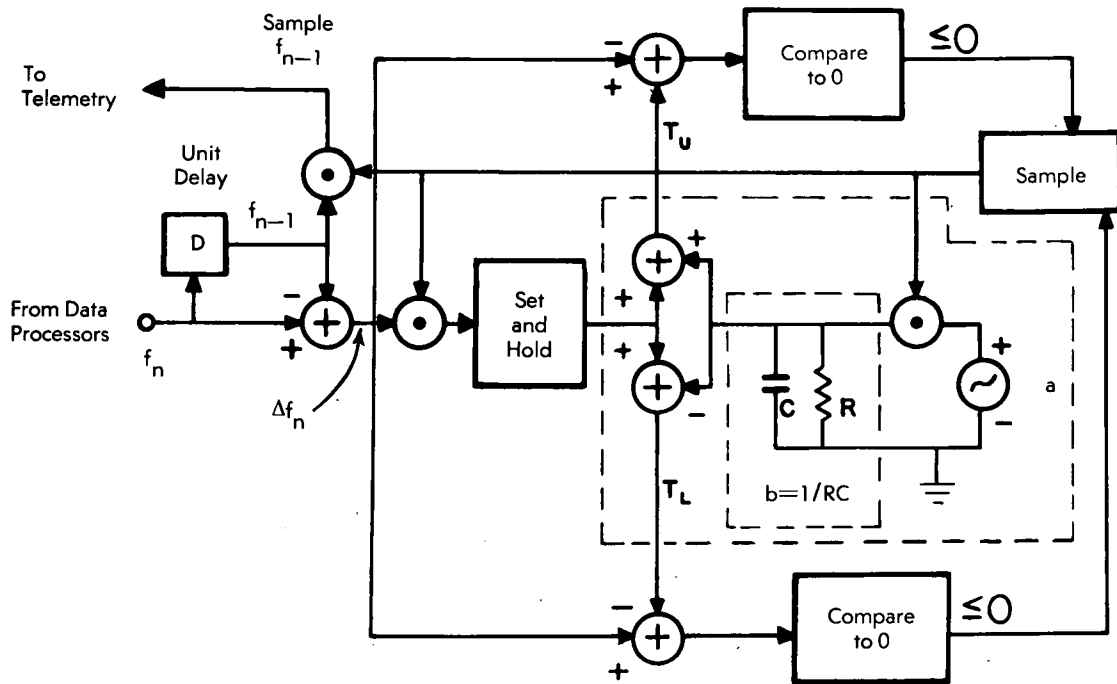 Sample
f_{n-1}
To
Telemetry
Unit
Delay
f_{n-1}
D
From Data
Processors
f_n
- +
+
Δf_n
Set
and
Hold
- +
+
T_U
Compare
to 0
≤0
Sample
+ +
+
+ +
-
C R
b=1/RC
+
-
a
T_L
- +
+
Compare
to 0
≤0